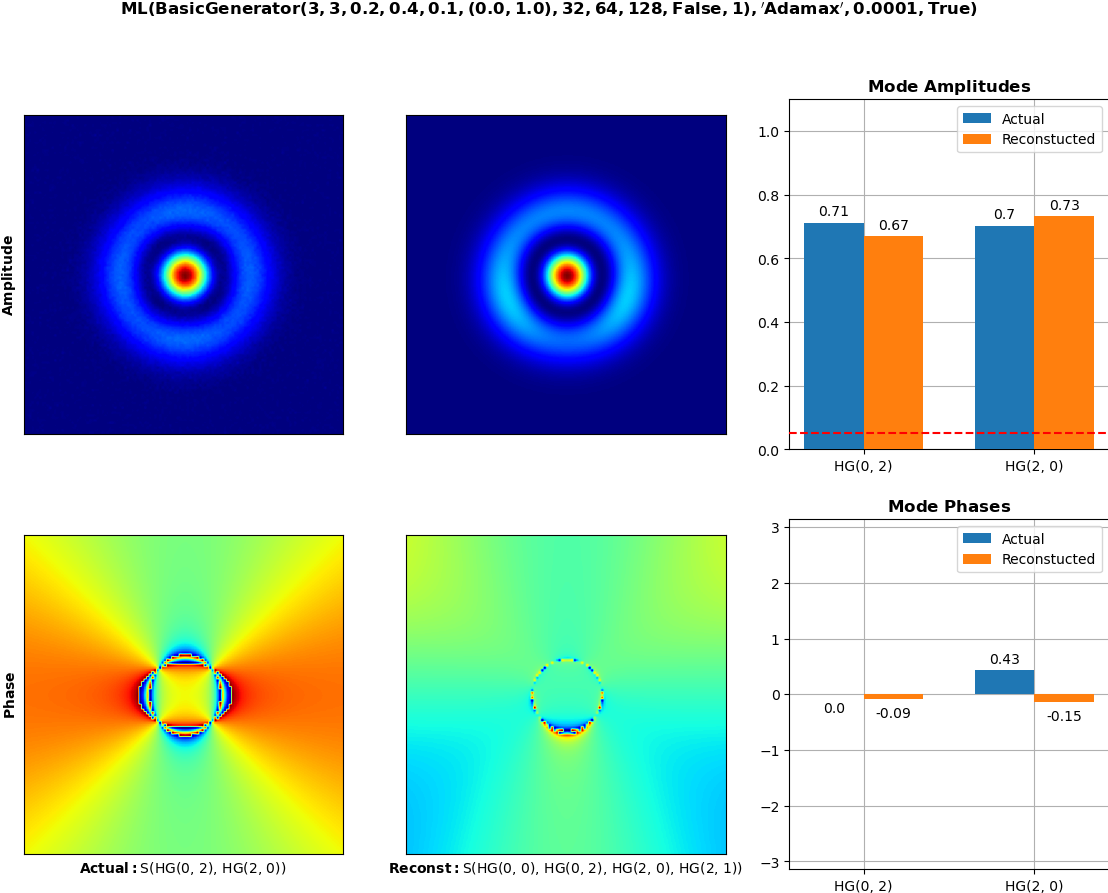 ML(BasicGenerator(3, 3, 0.2, 0.4, 0.1, (0.0, 1.0), 32, 64, 128, False, 1), ′Adamax′, 0.0001, True)
Amplitude
Mode Amplitudes
Actual
Reconstucted
1.0
0.8
0.6
0.4
0.2
0.0
0.71
0.67
0.7
0.73
HG(0, 2)
HG(2, 0)
Phase
Actual: S(HG(0, 2), HG(2, 0))
Reconst: S(HG(0, 0), HG(0, 2), HG(2, 0), HG(2, 1))
Mode Phases
Actual
Reconstucted
3
2
1
0
−1
−2
−3
0.0
-0.09
0.43
-0.15
HG(0, 2)
HG(2, 0)